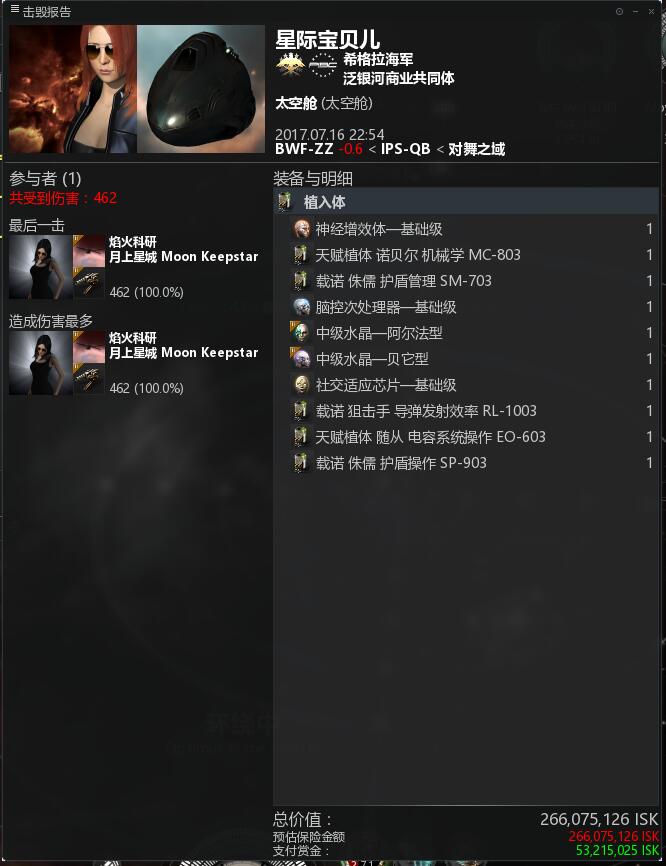 击毁报告
星际宝贝儿
希格拉海军
泛银河商业共同体
太空舱 (太空舱)
2017.07.16 22:54
BWF-ZZ -0.6 < IPS-QB < 对舞之域
参与者 (1)
共受到伤害：462
最后一击
焰火科研
月上星城 Moon Keepstar
462 (100.0%)
造成伤害最多
焰火科研
月上星城 Moon Keepstar
462 (100.0%)
装备与明细
植入体
神经增效体—基础级 1
天赋植体 诺贝尔 机械学 MC-803 1
载诺 侏儒 护盾管理 SM-703 1
脑控次处理器—基础级 1
中级水晶—阿尔法型 1
中级水晶—贝它型 1
社交适应芯片—基础级 1
载诺 狙击手 导弹发射效率 RL-1003 1
天赋植体 随从 电容系统操作 EO-603 1
载诺 侏儒 护盾操作 SP-903 1
环绕中
总价值： 266,075,126 ISK
预估保险金额 266,075,126 ISK
支付赏金： 53,215,025 ISK